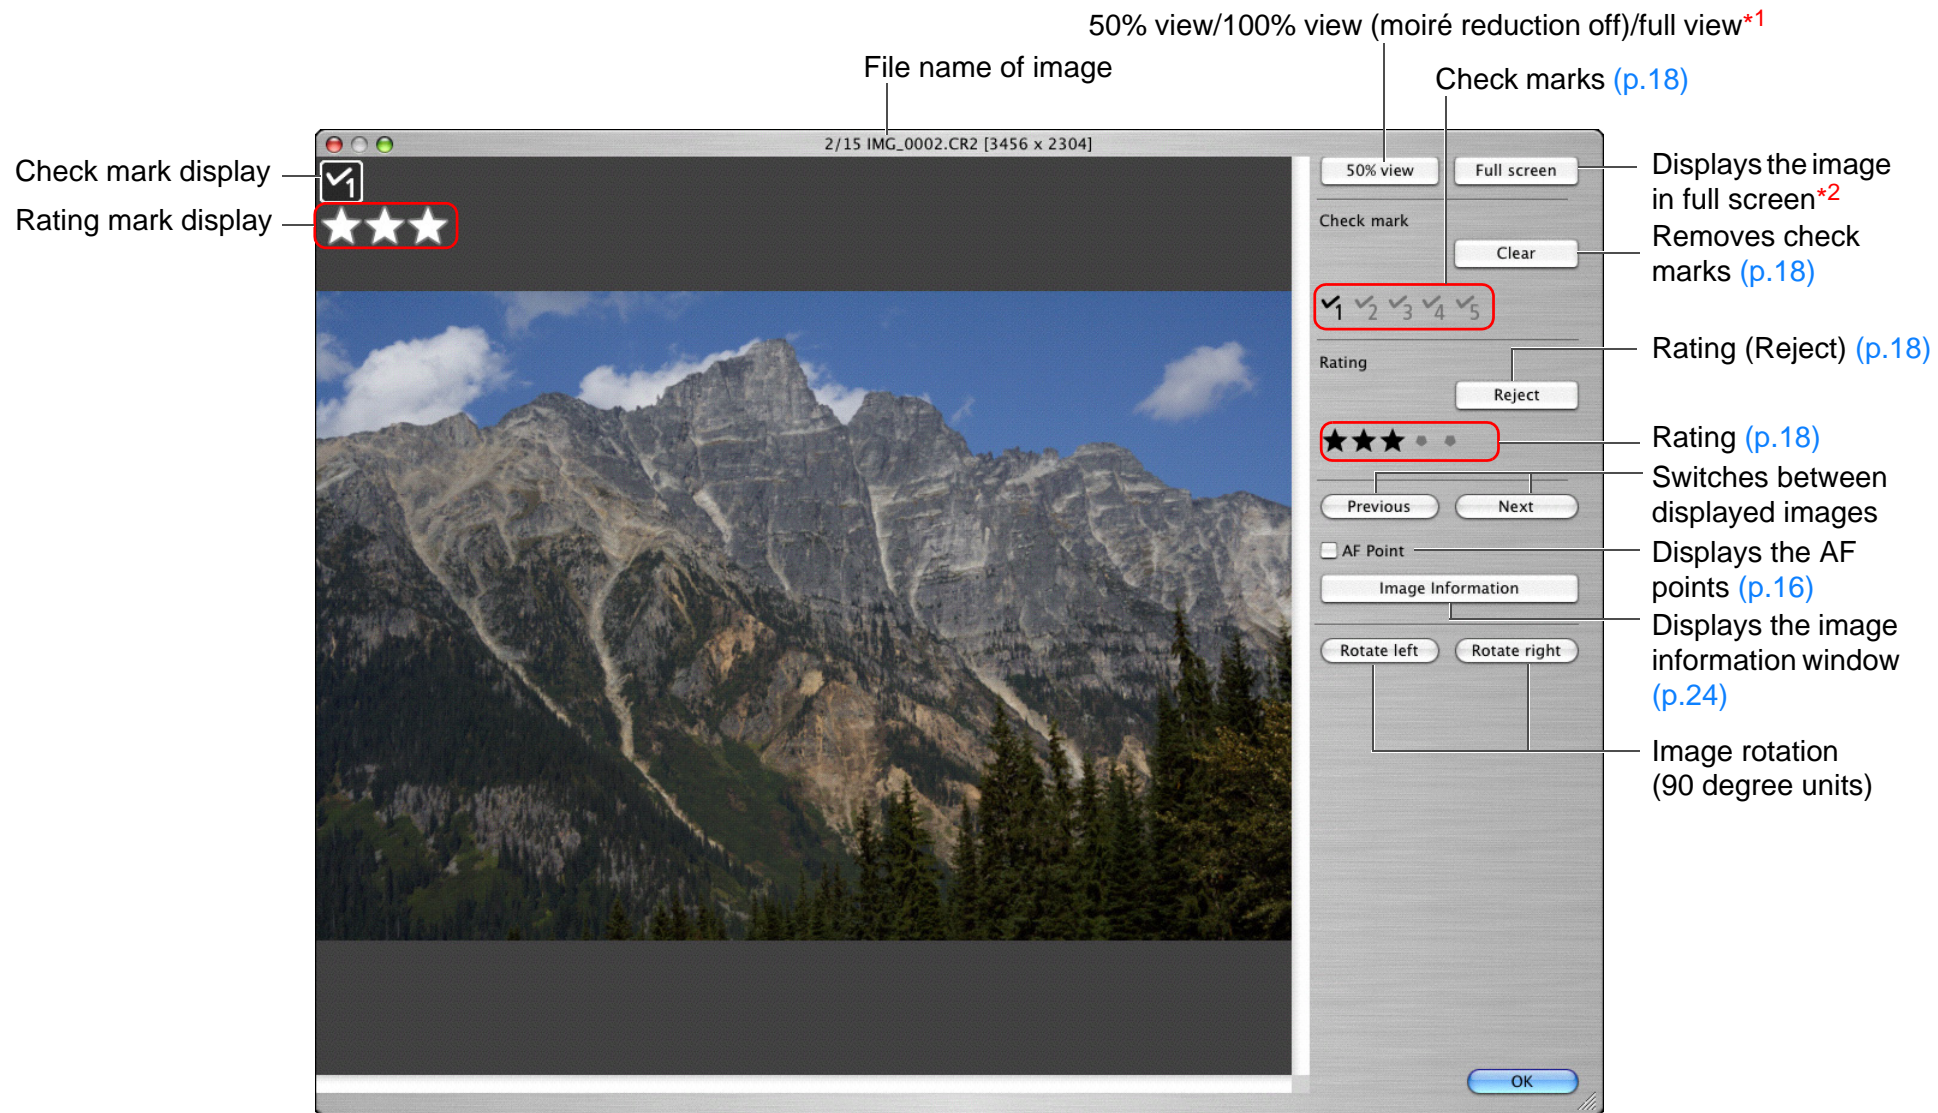 50% view/100% view (moiré reduction off)/full view*1
File name of image
Check marks (p.18)
2/15 IMG_0002.CR2 [3456 x 2304]
Check mark display
1
Rating mark display
50% view
Full screen
Displays the image
in full screen*2
Check mark
Clear
Removes check
marks (p.18)
1 2 3 4 5
Rating
Reject
Rating (Reject) (p.18)
Rating (p.18)
Previous
Next
Switches between
displayed images
AF Point
Displays the AF
points (p.16)
Image Information
Displays the image
information window
(p.24)
Rotate left
Rotate right
Image rotation
(90 degree units)
OK